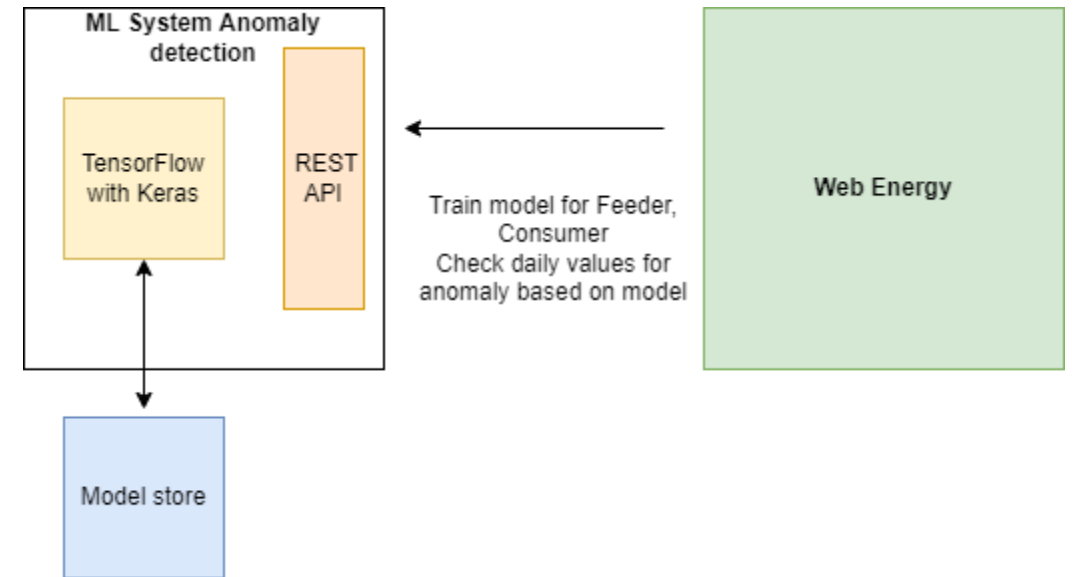 ML System Anomaly
detection
TensorFlow
with Keras
REST
API
Train model for Feeder,
Consumer
Check daily values for
anomaly based on model
Web Energy
Model store